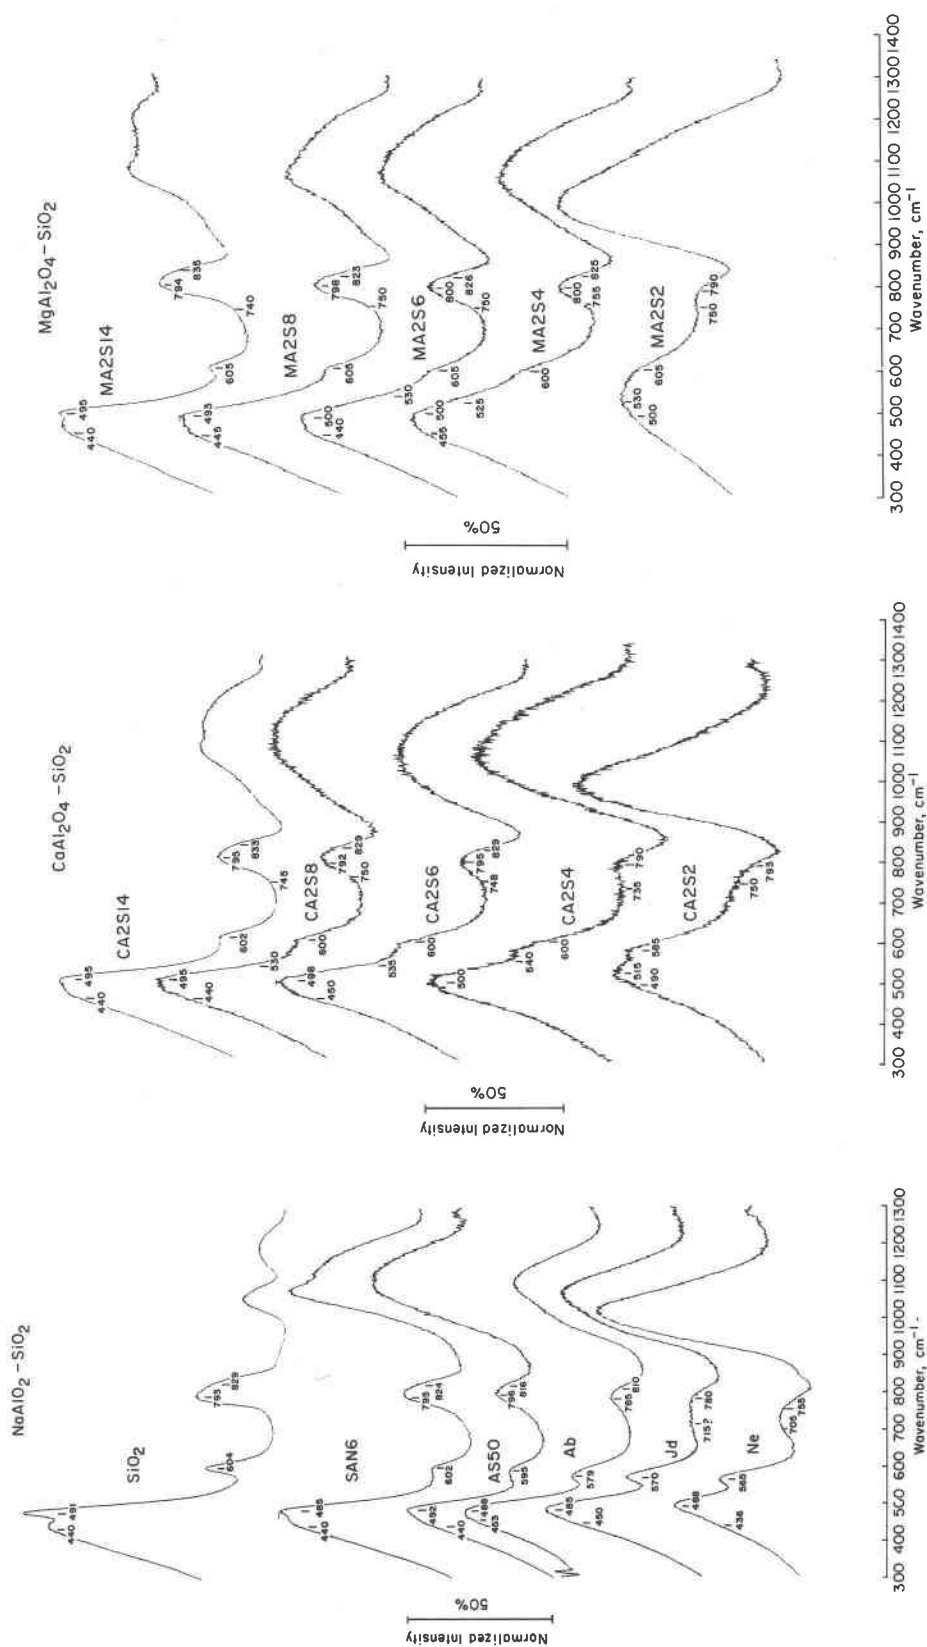 NaAlO₂–SiO₂
SiO₂
440 491 604 793 829
SAN6
440 485 602 795 824
AS50
440 482 595 796 816
Ab
453 486 579 785 810
Jd
450 485 570 715? 780
Ne
436 488 565 705 755
Normalized Intensity
50%
300 400 500 600 700 800 900 1000 1100 1200 1300
Wavenumber, cm⁻¹
CaAl₂O₄–SiO₂
CA2S14
440 495 602 745 795 833
CA2S8
440 495 530 600 750 792 829
CA2S6
450 498 535 600 748 795 829
CA2S4
500 540 600 735 790
CA2S2
490 515 585 750 793
Normalized Intensity
50%
300 400 500 600 700 800 900 1000 1100 1200 1300 1400
Wavenumber, cm⁻¹
MgAl₂O₄–SiO₂
MA2S14
440 495 605 740 794 835
MA2S8
445 493 605 750 798 823
MA2S6
440 500 530 605 750 800 826
MA2S4
455 500 525 600 755 800 825
MA2S2
500 530 605 750 790
Normalized Intensity
50%
300 400 500 600 700 800 900 1000 1100 1200 1300 1400
Wavenumber, cm⁻¹